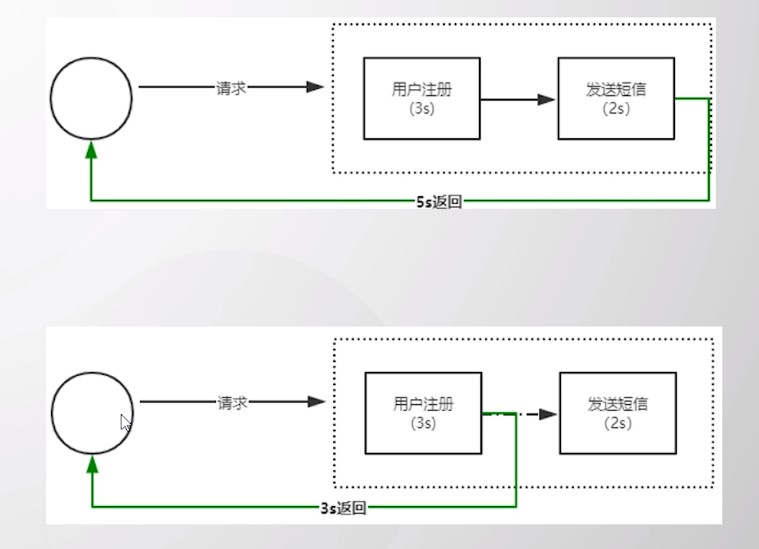 请求
用户注册
(3s)
发送短信
(2s)
5s返回
请求
用户注册
(3s)
发送短信
(2s)
3s返回